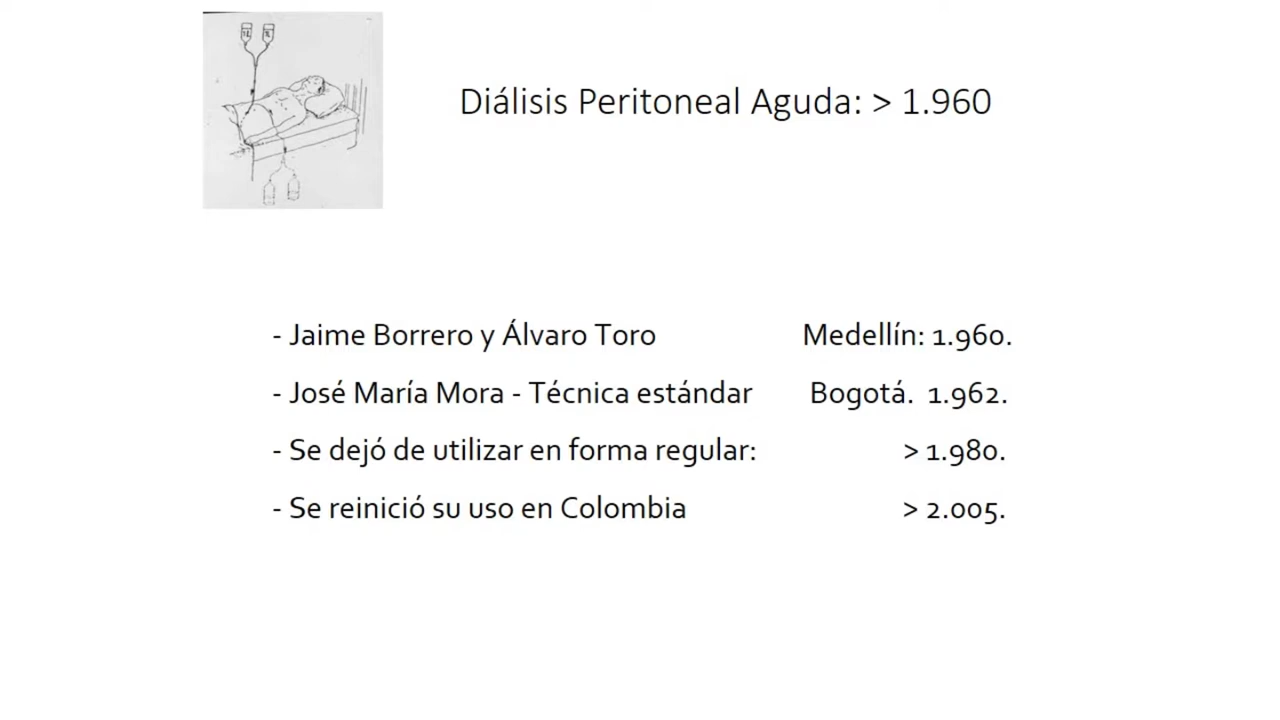 Diálisis Peritoneal Aguda: > 1.960
- Jaime Borrero y Álvaro Toro Medellín: 1.960.
- José María Mora - Técnica estándar Bogotá. 1.962.
- Se dejó de utilizar en forma regular: > 1.980.
- Se reinició su uso en Colombia > 2.005.